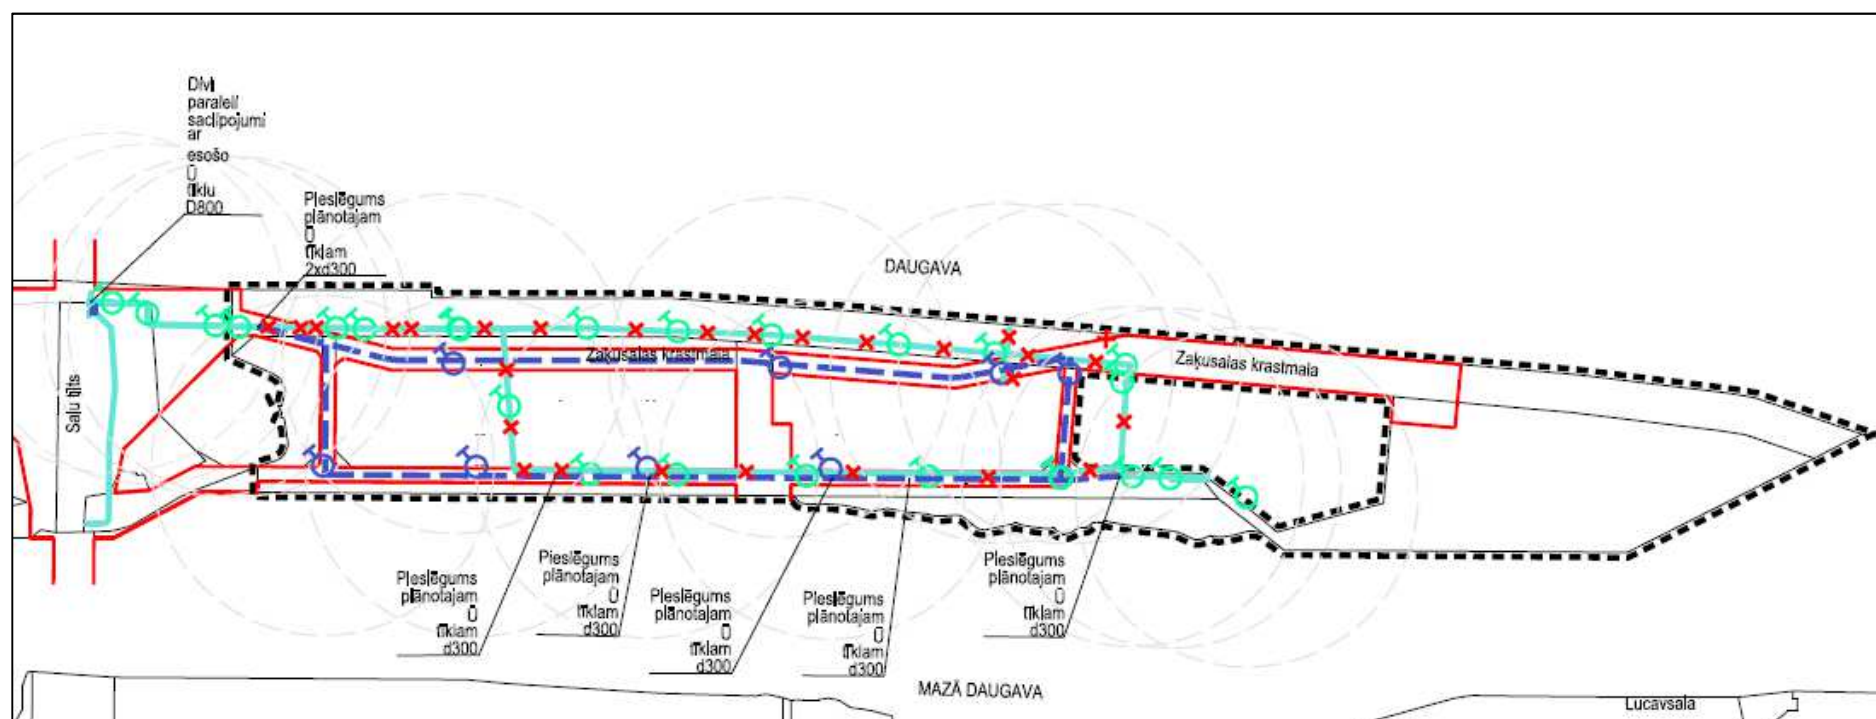 Divi
paralēli
saslēpojumi
ar
esošo
Ū
tīklu
D800
Pieslēgums
plānotajam
Ū
tīklam
2xd300
DAUGAVA
Zaķusalas krastmala
Zaķusalas krastmala
Salu tilts
Pieslēgums
plānotajam
Ū
tīklam
d300
Pieslēgums
plānotajam
Ū
tīklam
d300
Pieslēgums
plānotajam
Ū
tīklam
d300
Pieslēgums
plānotajam
Ū
tīklam
d300
Pieslēgums
plānotajam
Ū
tīklam
d300
MAZĀ DAUGAVA
Lucavsala